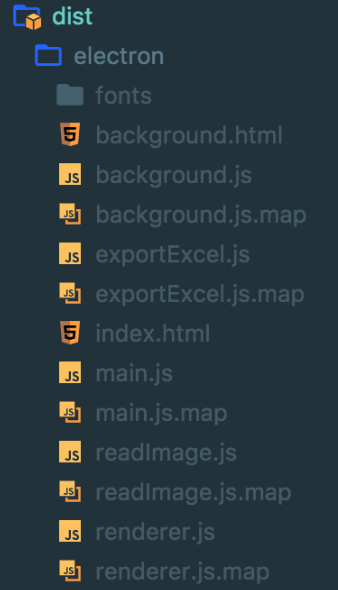 dist
electron
fonts
background.html
background.js
background.js.map
exportExcel.js
exportExcel.js.map
index.html
main.js
main.js.map
readImage.js
readImage.js.map
renderer.js
renderer.js.map